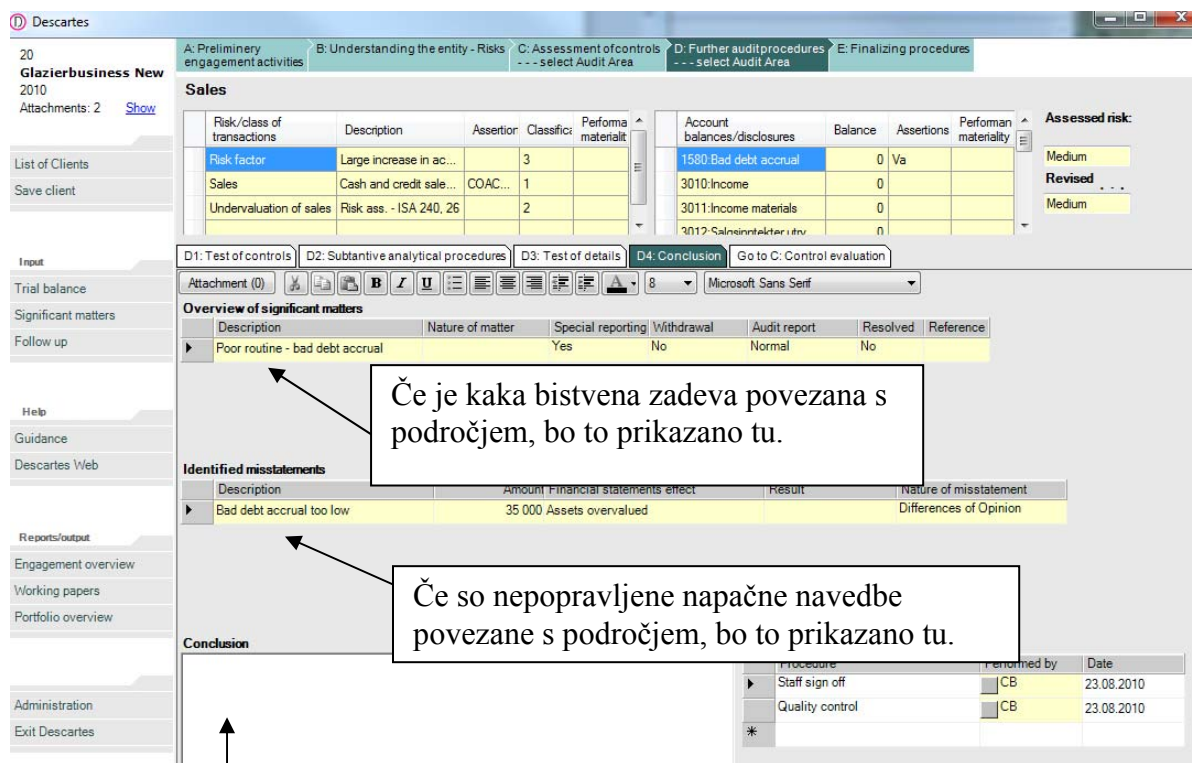 Descartes
20
Glazierbusiness New
2010
Attachments: 2 Show
List of Clients
Save client
Input
Trial balance
Significant matters
Follow up
Help
Guidance
Descartes Web
Reports/output
Engagement overview
Working papers
Portfolio overview
Administration
Exit Descartes
A: Preliminery engagement activities
B: Understanding the entity - Risks
C: Assessment of controls - - - select Audit Area
D: Further audit procedures - - - select Audit Area
E: Finalizing procedures
Sales
Risk/class of transactions Description Assertior Classifica Performa materialit
Risk factor Large increase in ac... 3
Sales Cash and credit sale... COAC... 1
Undervaluation of sales Risk ass. - ISA 240, 26 2
Account balances/disclosures Balance Assertions Performan materiality
1580:Bad debt accrual 0 Va
3010:Income 0
3011:Income materials 0
3012:Salgsinntekter utry 0
Assessed risk:
Medium
Revised
Medium
D1: Test of controls D2: Subtantive analytical procedures D3: Test of details D4: Conclusion Go to C: Control evaluation
Attachment (0) B I U A 8 Microsoft Sans Serif
Overview of significant matters
Description Nature of matter Special reporting Withdrawal Audit report Resolved Reference
Poor routine - bad debt accrual Yes No Normal No
Če je kaka bistvena zadeva povezana s
področjem, bo to prikazano tu.
Identified misstatements
Description Amount Financial statements effect Result Nature of misstatement
Bad debt accrual too low 35 000 Assets overvalued Differences of Opinion
Če so nepopravljene napačne navedbe
povezane s področjem, bo to prikazano tu.
Conclusion
Procedure Performed by Date
Staff sign off CB 23.08.2010
Quality control CB 23.08.2010